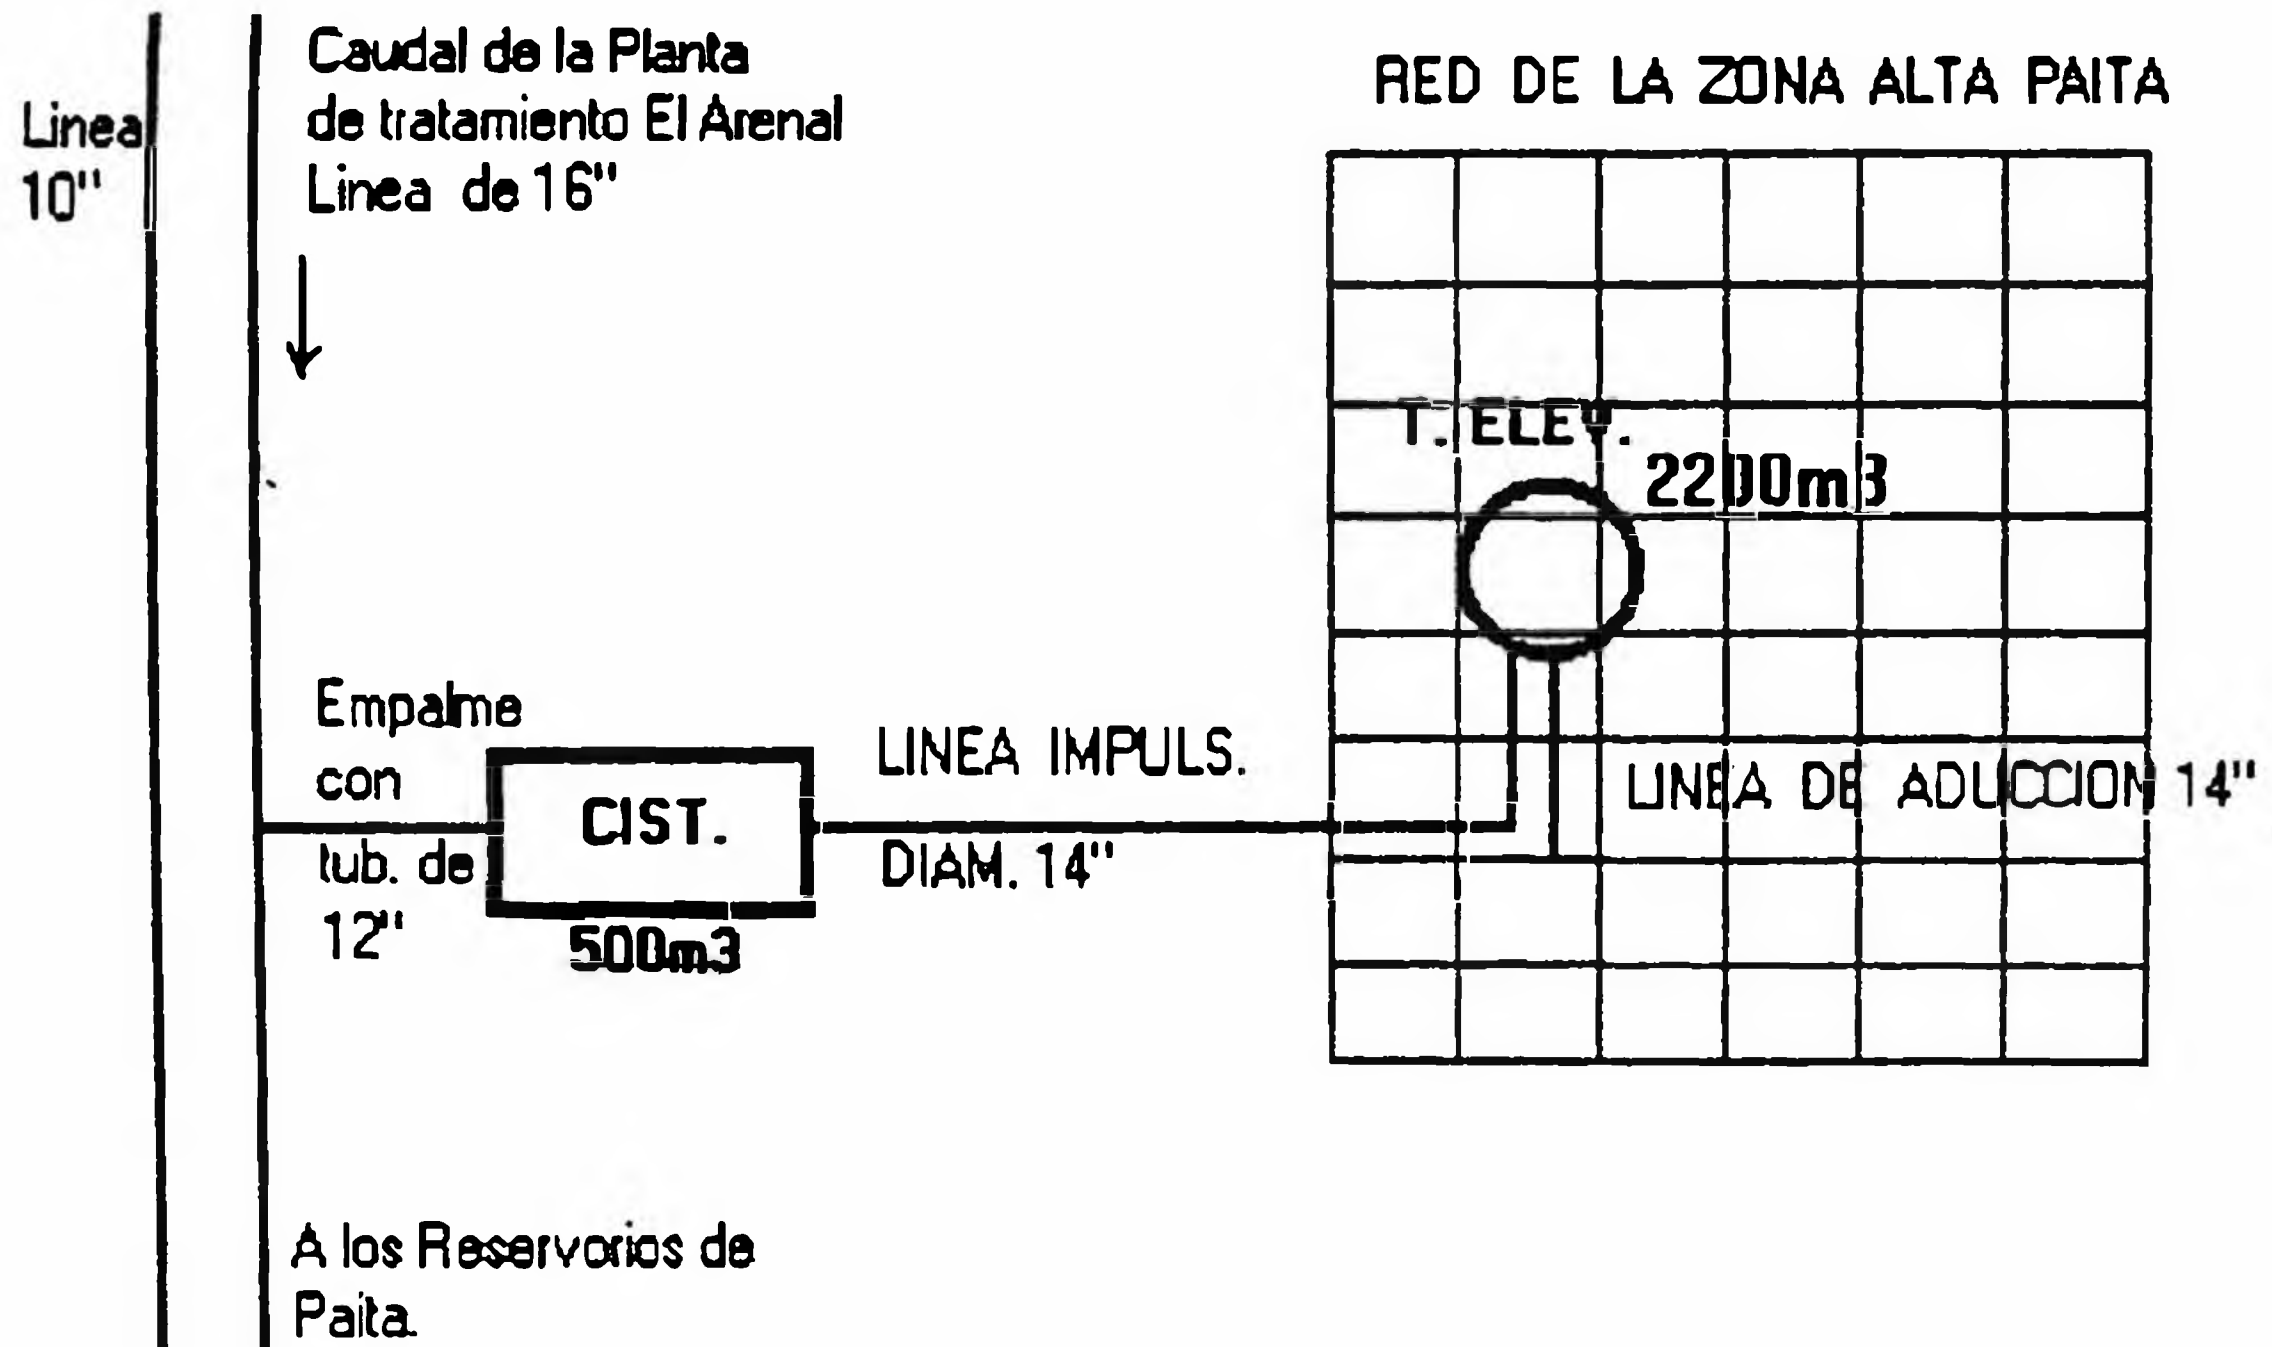 Linea
10"
Caudal de la Planta
de tratamiento El Arenal
Linea de 16"
RED DE LA ZONA ALTA PAITA
T. ELEV.
2200m3
Empalme
con
tub. de
12"
CIST.
500m3
LINEA IMPULS.
DIAM. 14"
LINEA DE ADUCCION 14"
A los Reservorios de
Paita.